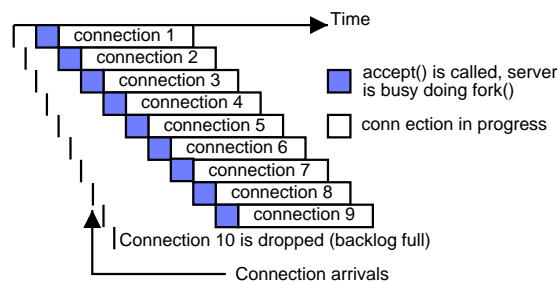 Time
connection 1
connection 2
connection 3
accept() is called, server
is busy doing fork()
connection 4
connection 5
conn ection in progress
connection 6
connection 7
connection 8
connection 9
Connection 10 is dropped (backlog full)
Connection arrivals